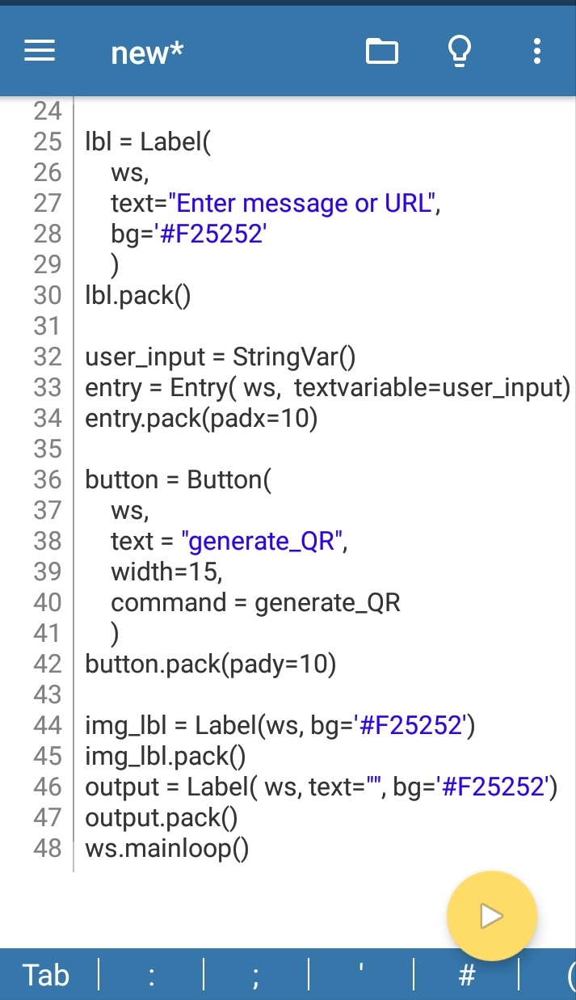 new*
24
25 lbl = Label(
26     ws,
27     text="Enter message or URL",
28     bg='#F25252'
29     )
30 lbl.pack()
31
32 user_input = StringVar()
33 entry = Entry( ws,  textvariable=user_input)
34 entry.pack(padx=10)
35
36 button = Button(
37     ws,
38     text = "generate_QR",
39     width=15,
40     command = generate_QR
41     )
42 button.pack(pady=10)
43
44 img_lbl = Label(ws, bg='#F25252')
45 img_lbl.pack()
46 output = Label( ws, text="", bg='#F25252')
47 output.pack()
48 ws.mainloop()
Tab | : | ; | ' | # | (